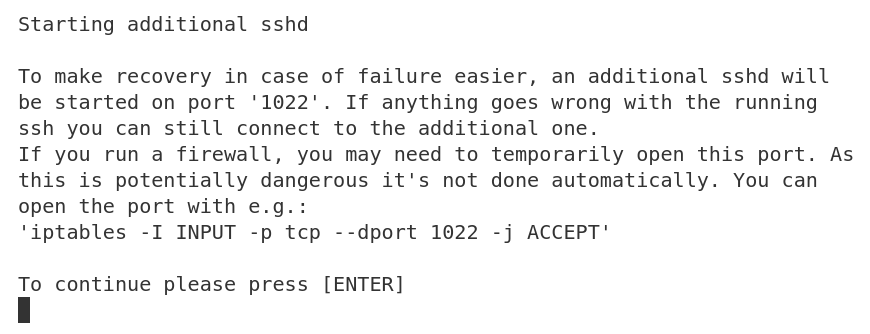 Starting additional sshd
To make recovery in case of failure easier, an additional sshd will
be started on port '1022'. If anything goes wrong with the running
ssh you can still connect to the additional one.
If you run a firewall, you may need to temporarily open this port. As
this is potentially dangerous it's not done automatically. You can
open the port with e.g.:
'iptables -I INPUT -p tcp --dport 1022 -j ACCEPT'
To continue please press [ENTER]